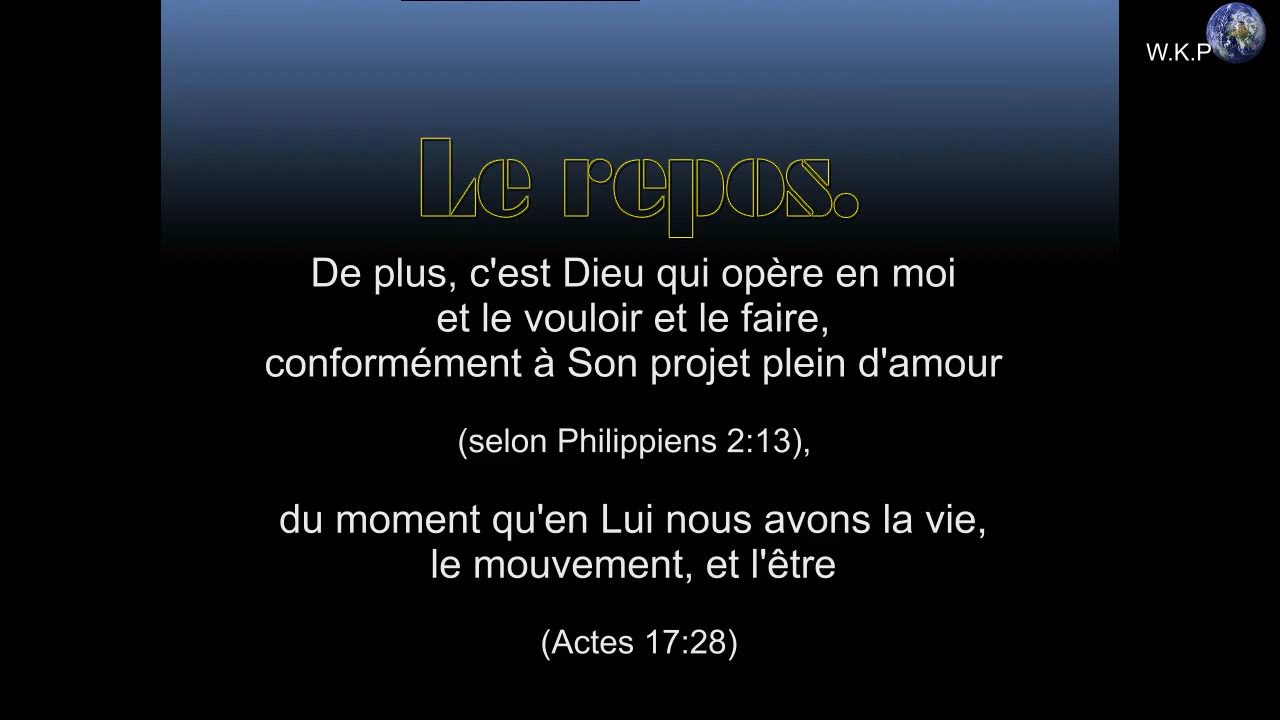 W.K.P
Le repos.
De plus, c'est Dieu qui opère en moi
et le vouloir et le faire,
conformément à Son projet plein d'amour
(selon Philippiens 2:13),
du moment qu'en Lui nous avons la vie,
le mouvement, et l'être
(Actes 17:28)